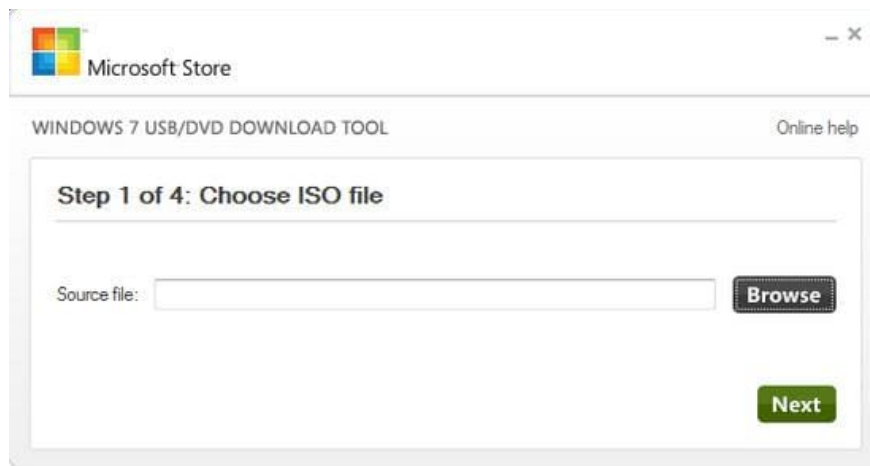 Microsoft Store
WINDOWS 7 USB/DVD DOWNLOAD TOOL
Online help
Step 1 of 4: Choose ISO file
Source file:
Browse
Next